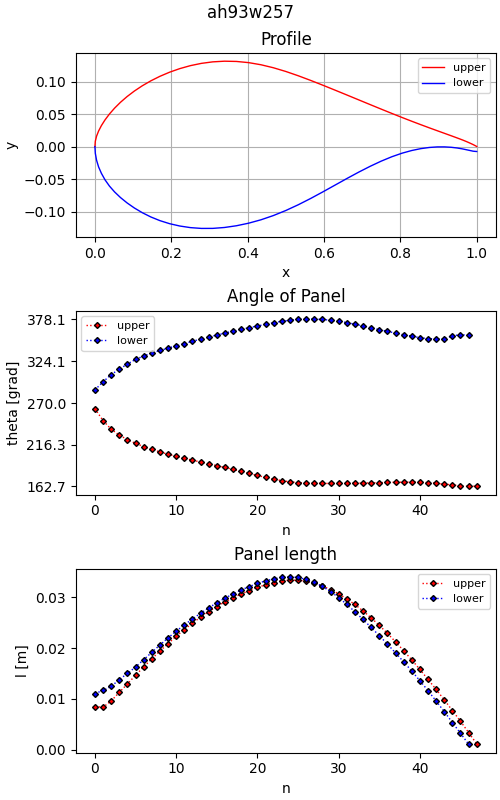 ah93w257
Profile
upper
lower
0.10
0.05
0.00
−0.05
−0.10
y
0.0 0.2 0.4 0.6 0.8 1.0
x
Angle of Panel
upper
lower
378.1
324.1
270.0
216.3
162.7
theta [grad]
0 10 20 30 40
n
Panel length
upper
lower
0.03
0.02
0.01
0.00
l [m]
0 10 20 30 40
n